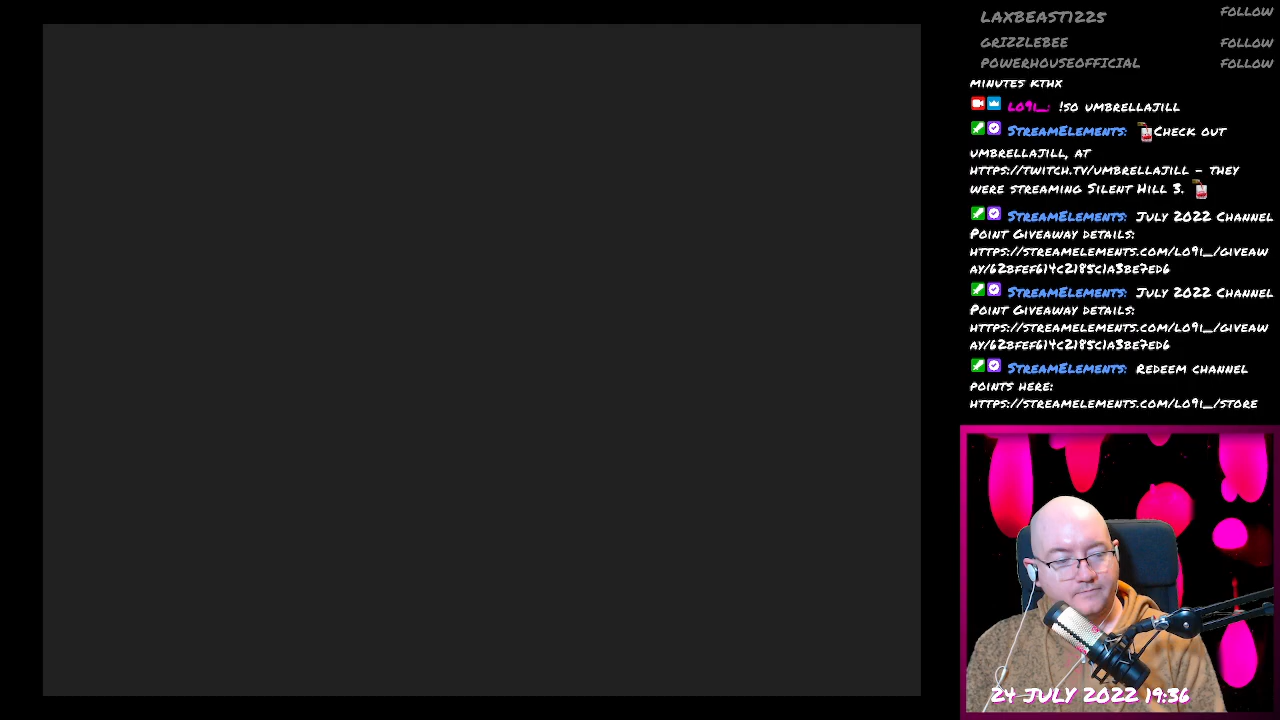 LAXBEAST1225 FOLLOW
GRIZZLEBEE FOLLOW
POWERHOUSEOFFICIAL FOLLOW
MINUTES KTHX
LO9I_: !SO UMBRELLAJILL
STREAMELEMENTS: CHECK OUT
UMBRELLAJILL, AT
HTTPS://TWITCH.TV/UMBRELLAJILL - THEY
WERE STREAMING SILENT HILL 3.
STREAMELEMENTS: JULY 2022 CHANNEL
POINT GIVEAWAY DETAILS:
HTTPS://STREAMELEMENTS.COM/LO9I_/GIVEAW
AY/62BFEF614C2185C1A3BE7ED6
STREAMELEMENTS: JULY 2022 CHANNEL
POINT GIVEAWAY DETAILS:
HTTPS://STREAMELEMENTS.COM/LO9I_/GIVEAW
AY/62BFEF614C2185C1A3BE7ED6
STREAMELEMENTS: REDEEM CHANNEL
POINTS HERE:
HTTPS://STREAMELEMENTS.COM/LO9I_/STORE
24 JULY 2022 19:36